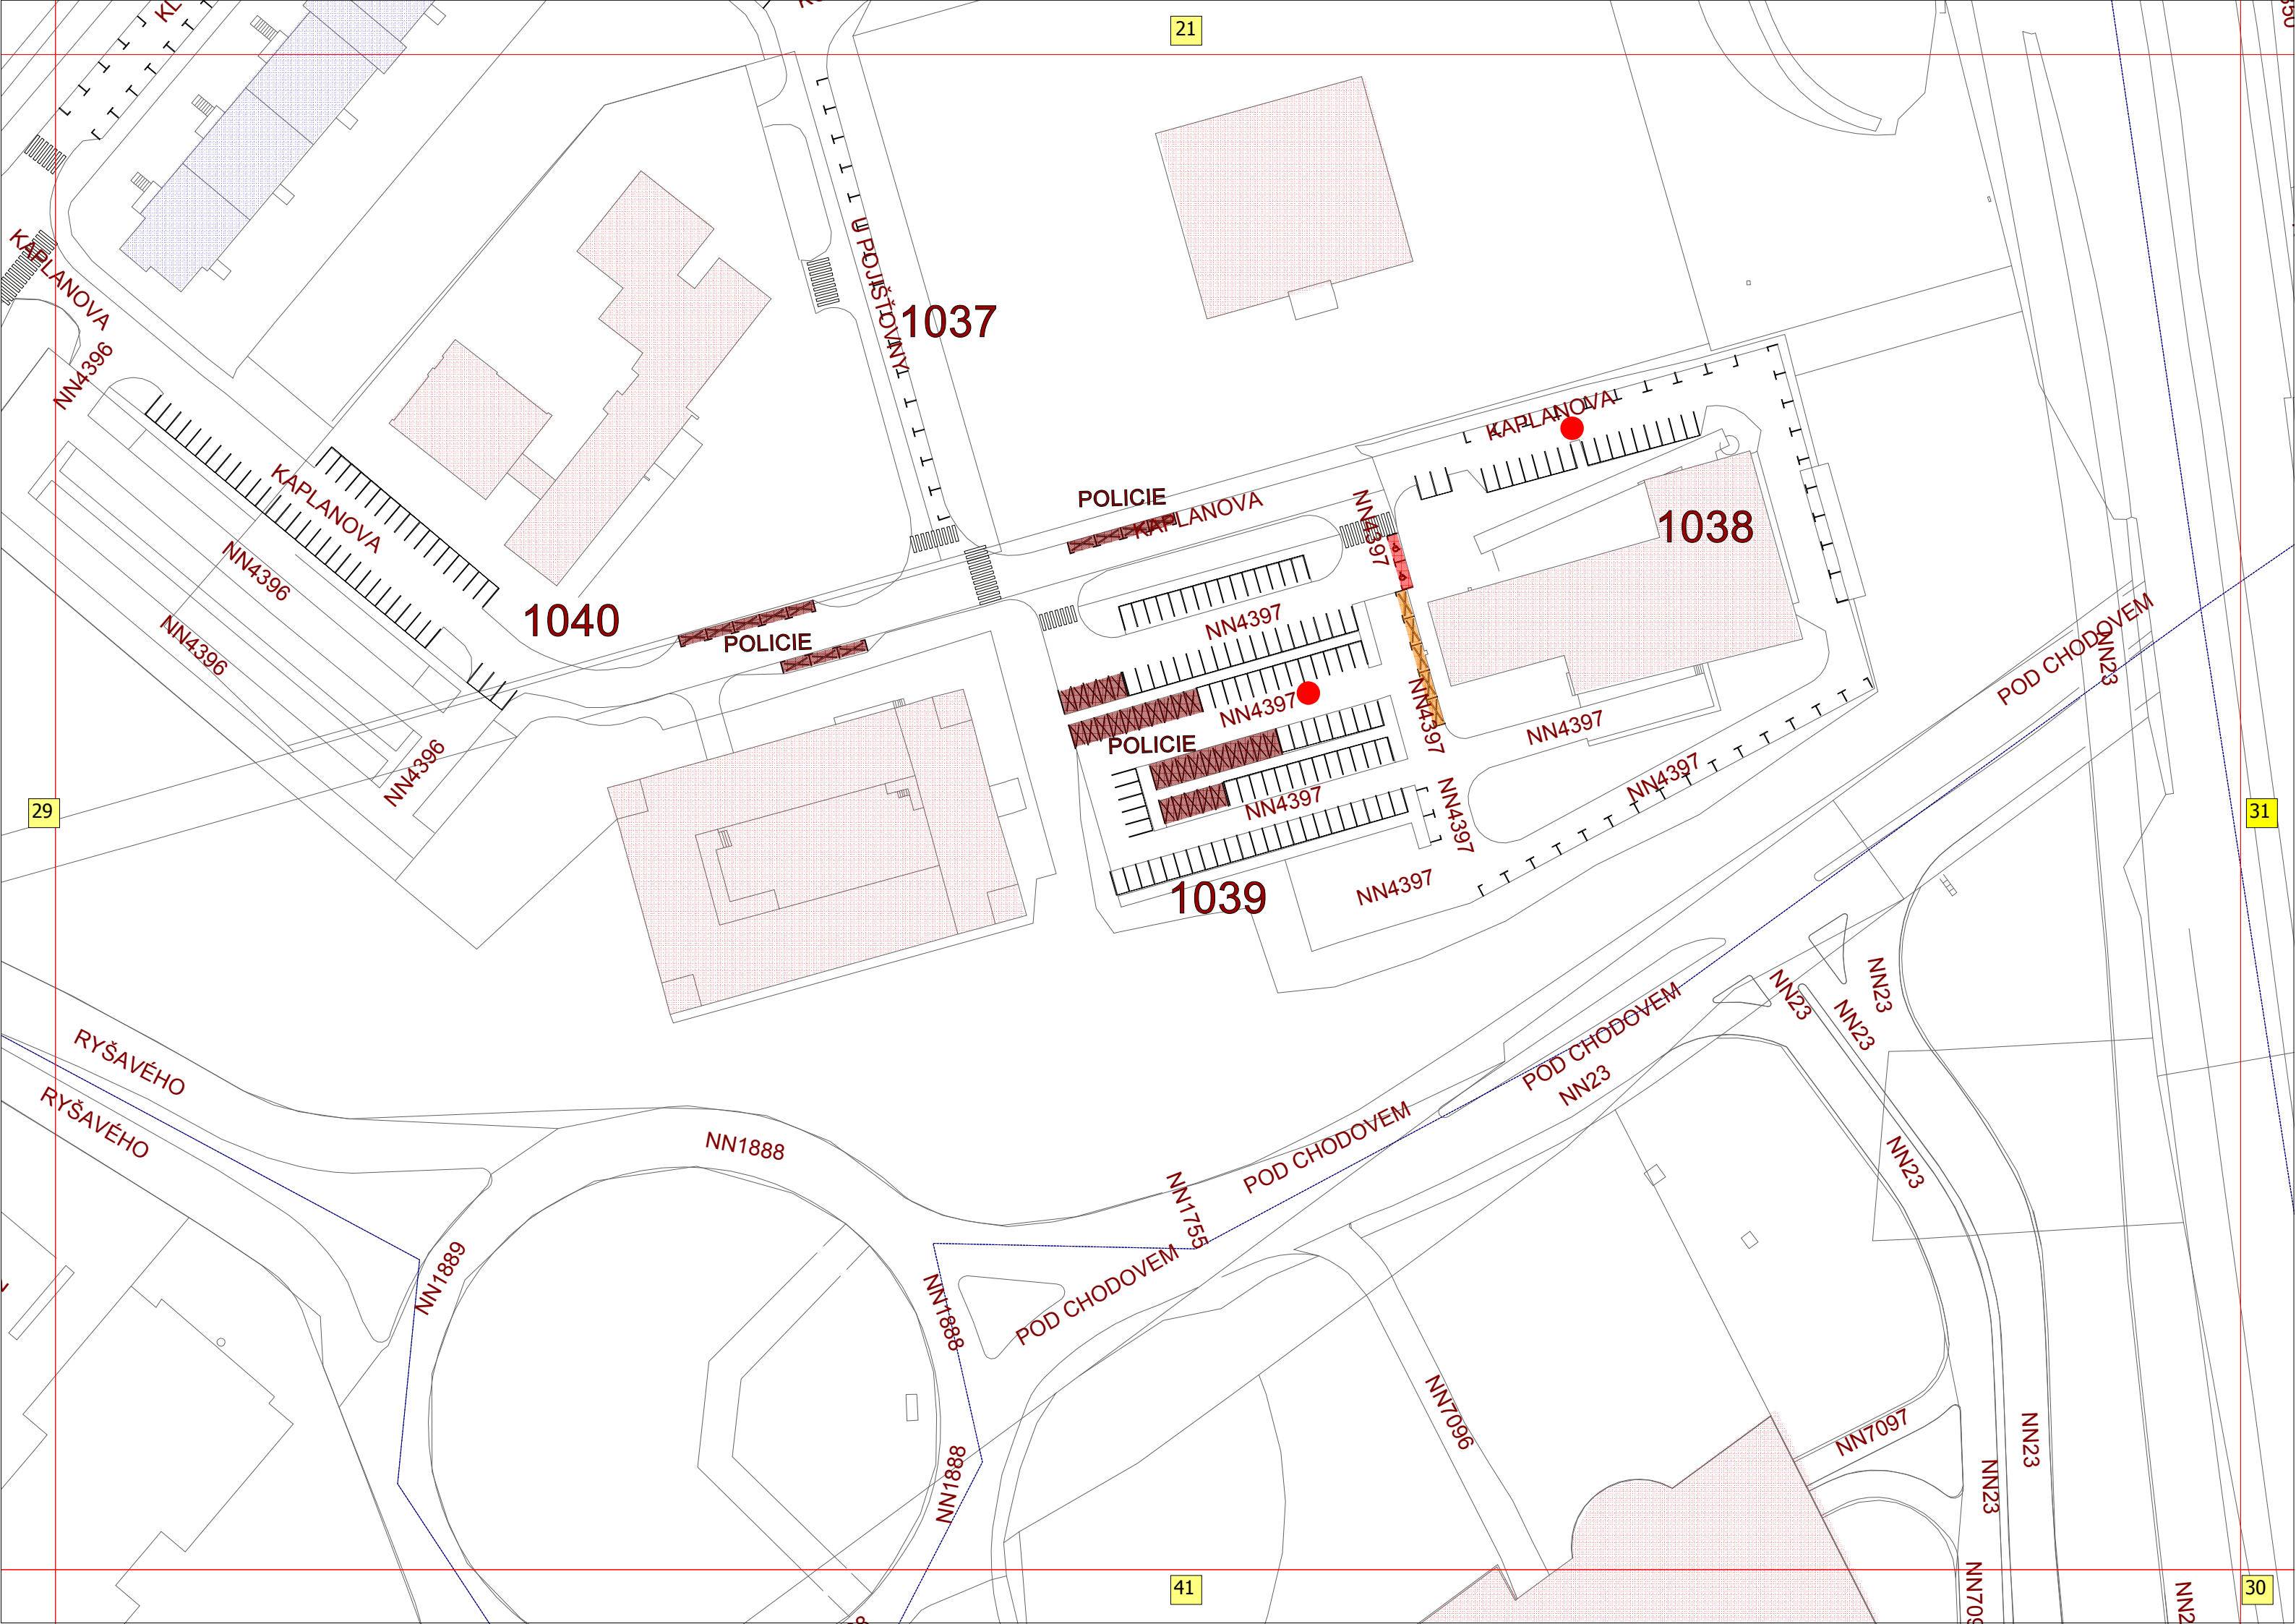 21
KAPLANOVA
NN4396
U POJIŠŤOVNY
1037
KAPLANOVA
KAPLANOVA
POLICIE
KAPLANOVA
NN4397
1038
NN4396
NN4396
1040
POLICIE
NN4397
NN4397
POLICIE
NN4397
NN4397
NN4397
NN4397
NN4397
NN4396
POD CHODOVEM
NN23
29
31
1039
NN4397
RYŠAVÉHO
RYŠAVÉHO
NN1888
NN1755
POD CHODOVEM
POD CHODOVEM
NN23
NN23
NN23
NN23
NN23
NN1889
NN1888
POD CHODOVEM
NN1888
NN7096
NN7097
NN23
NN23
41
30